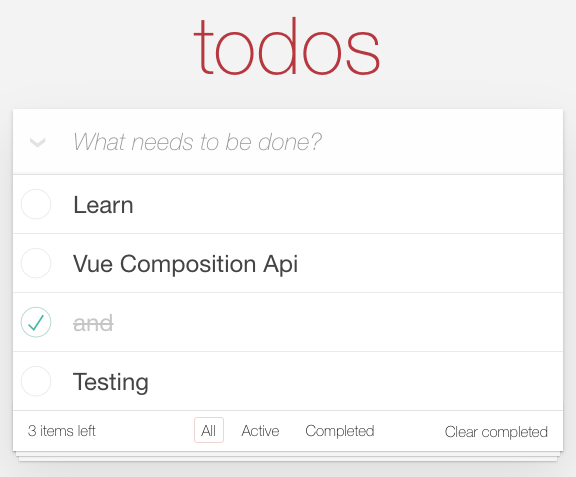 todos
What needs to be done?
Learn
Vue Composition Api
and
Testing
3 items left All Active Completed Clear completed